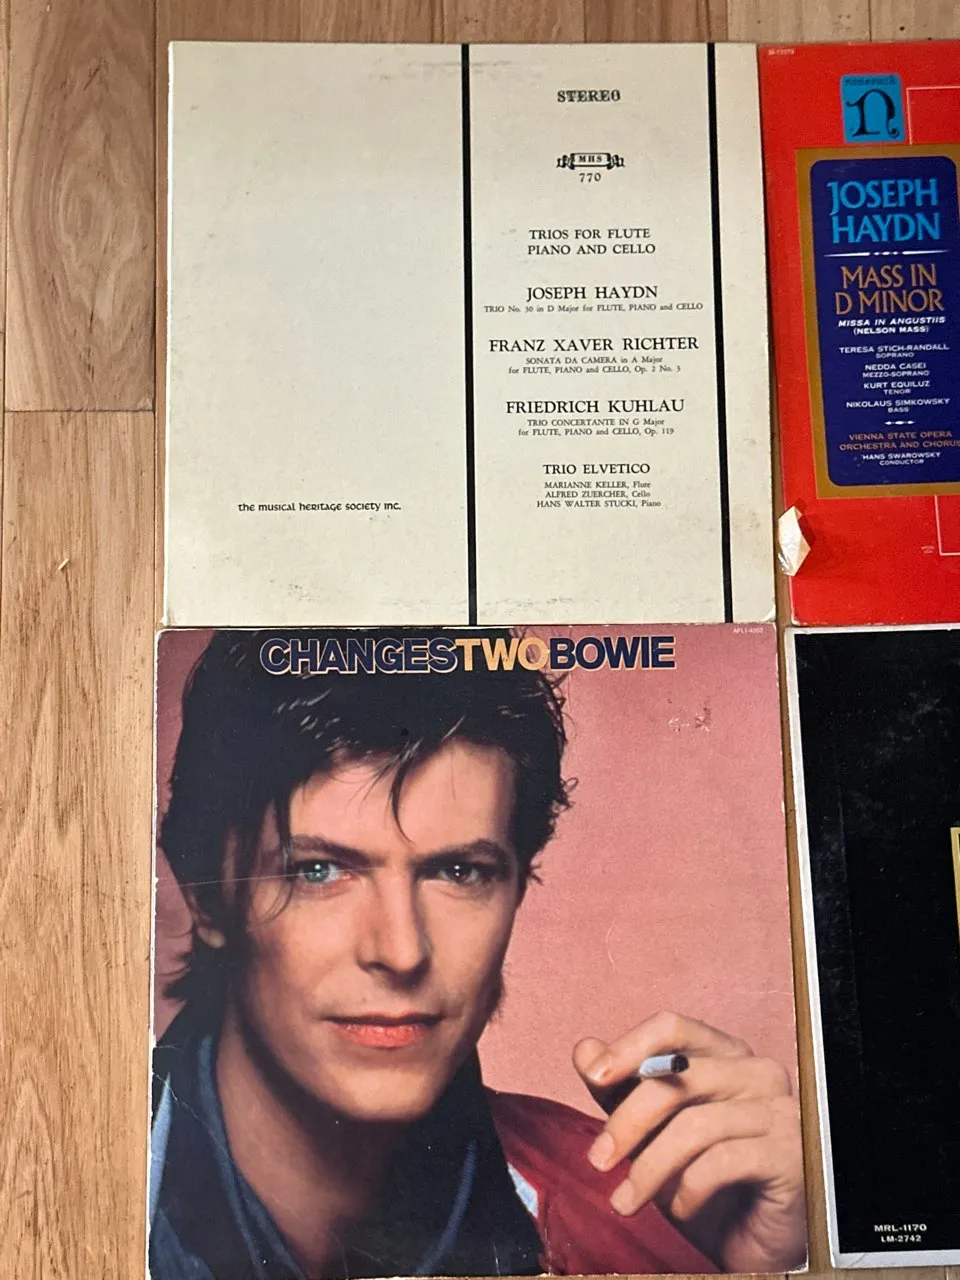 STEREO
MHS
770
TRIOS FOR FLUTE
PIANO AND CELLO
JOSEPH HAYDN
TRIO No. 30 in D Major for FLUTE, PIANO and CELLO
FRANZ XAVER RICHTER
SONATA DA CAMERA in A Major
for FLUTE, PIANO and CELLO, Op. 2 No. 3
FRIEDRICH KUHLAU
TRIO CONCERTANTE IN G Major
for FLUTE, PIANO and CELLO, Op. 119
TRIO ELVETICO
MARIANNE KELLER, Flute
ALFRED ZUERCHER, Cello
HANS WALTER STUCKI, Piano
the musical heritage society inc.
nonesuch
n
JOSEPH
HAYDN
MASS IN
D MINOR
MISSA IN ANGUSTIIS
(NELSON MASS)
TERESA STICH-RANDALL
SOPRANO
NEDDA CASEI
MEZZO-SOPRANO
KURT EQUILUZ
TENOR
NIKOLAUS SIMKOWSKY
BASS
VIENNA STATE OPERA
ORCHESTRA AND CHORUS
HANS SWAROWSKY
CONDUCTOR
AFL1-4202
CHANGESTWOBOWIE
MRL-1170
LM-2742